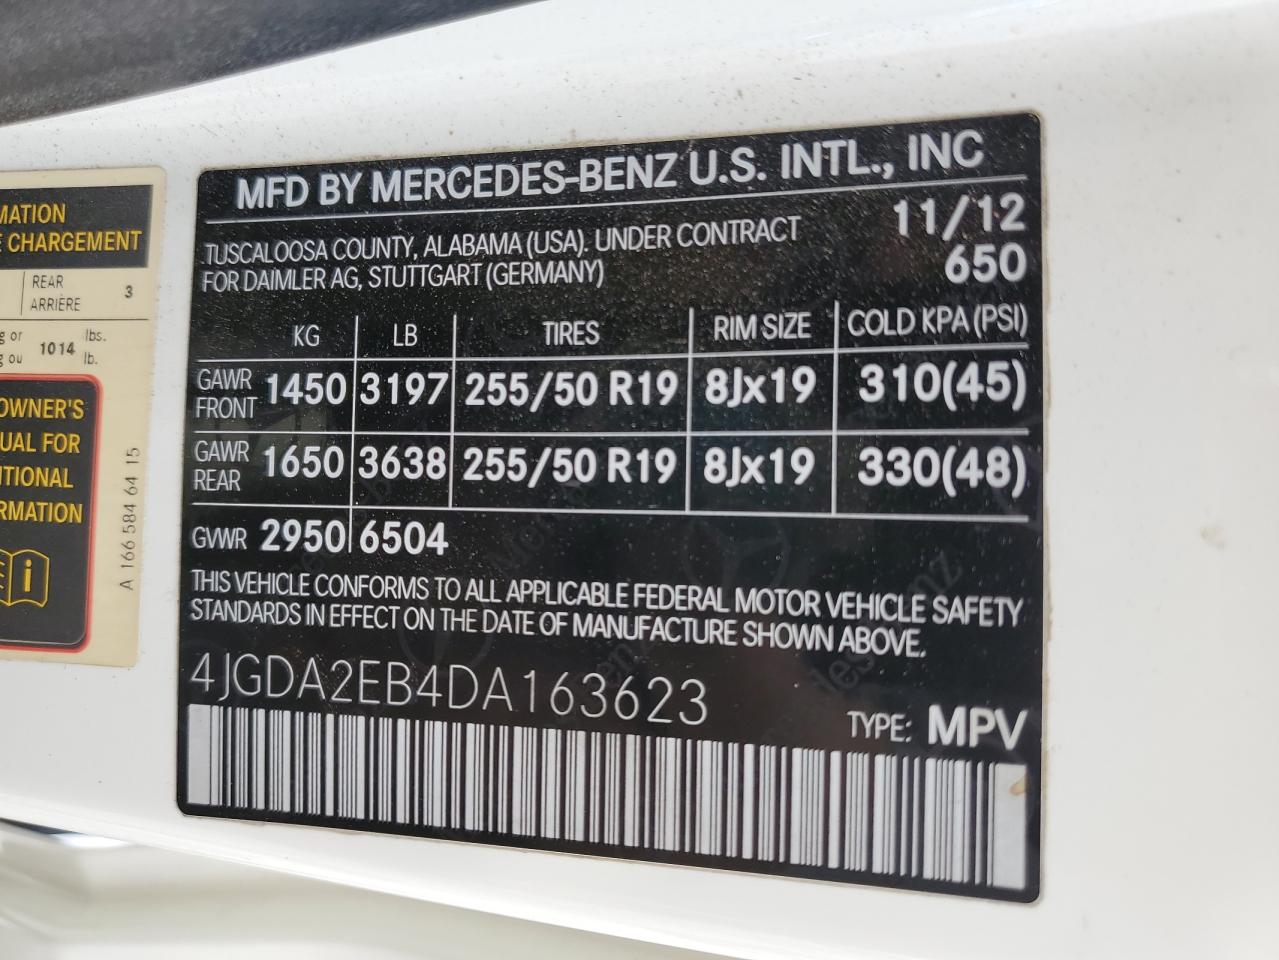 MATION
E CHARGEMENT
REAR
ARRIÈRE 3
g or lbs.
1014
g ou lb.
OWNER'S
UAL FOR
ITIONAL
RMATION
A 166 584 64 15
MFD BY MERCEDES-BENZ U.S. INTL., INC
TUSCALOOSA COUNTY, ALABAMA (USA). UNDER CONTRACT 11/12
FOR DAIMLER AG, STUTTGART (GERMANY) 650
KG LB TIRES RIM SIZE COLD KPA (PSI)
GAWR FRONT 1450 3197 255/50 R19 8Jx19 310(45)
GAWR REAR 1650 3638 255/50 R19 8Jx19 330(48)
GVWR 2950 6504
THIS VEHICLE CONFORMS TO ALL APPLICABLE FEDERAL MOTOR VEHICLE SAFETY
STANDARDS IN EFFECT ON THE DATE OF MANUFACTURE SHOWN ABOVE.
4JGDA2EB4DA163623
TYPE: MPV